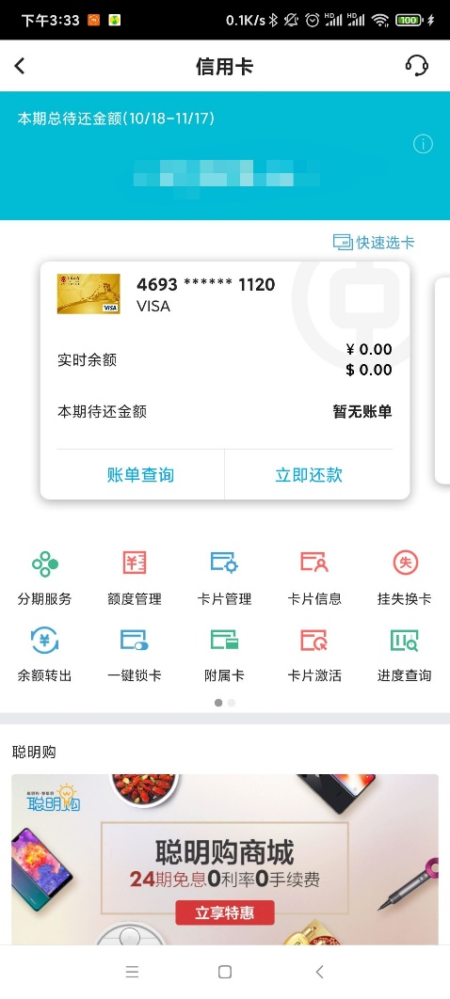 下午3:33
0.1K/s
HD
HD
100
信用卡
本期总待还金额(10/18-11/17)
快速选卡
4693 ****** 1120
VISA
VISA
实时余额
¥ 0.00
$ 0.00
本期待还金额
暂无账单
账单查询
立即还款
分期服务
额度管理
卡片管理
卡片信息
挂失换卡
余额转出
一键锁卡
附属卡
卡片激活
进度查询
聪明购
聪明购
聪明购商城
24期免息0利率0手续费
立享特惠